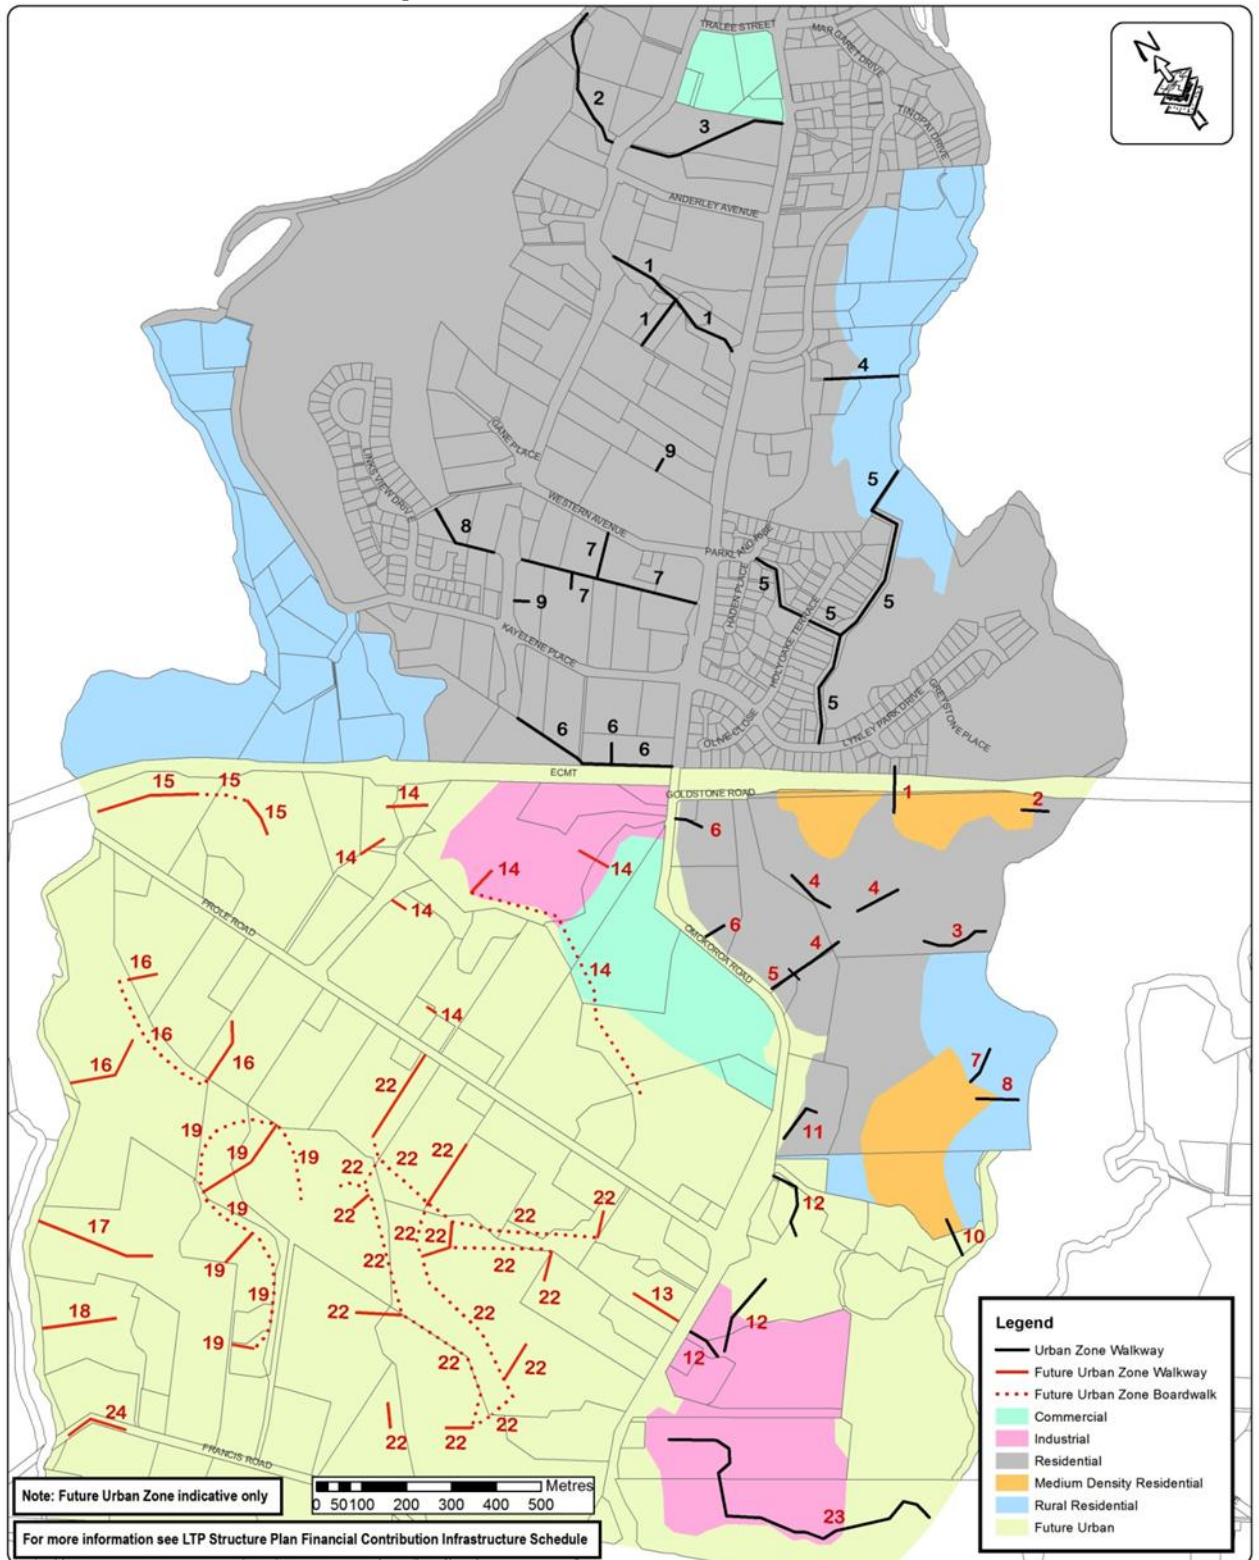 TRALEE STREET
MARGARET DRIVE
TINOPAI DRIVE
2
3
ANDERLEY AVENUE
1
1
1
4
GANE PLACE
9
LINKS VIEW DRIVE
5
WESTERN AVENUE
8
7
PARKLAND RISE
7
5
7
HADEN PLACE
5
5
9
HOLYOAKE TERRACE
KAYELENE PLACE
5
GREYSTONE PLACE
LYNLEY PARK DRIVE
OLIVE CLOSE
6
6
6
ECMT
GOLDSTONE ROAD
15
15
15
14
1
2
6
14
14
14
4
4
14
PROLE ROAD
6
OMOKOROA ROAD
4
3
16
14
5
14
16
16
16
22
7
8
11
19
19
19
22
22
22
22
22
12
17
19
22
22
22
10
19
22
22
22
19
13
18
22
22
12
19
22
22
12
24
22
22
22
FRANCIS ROAD
23
N
Legend
Urban Zone Walkway
Future Urban Zone Walkway
Future Urban Zone Boardwalk
Commercial
Industrial
Residential
Medium Density Residential
Rural Residential
Future Urban
Note: Future Urban Zone indicative only
Metres
0 50 100 200 300 400 500
For more information see LTP Structure Plan Financial Contribution Infrastructure Schedule